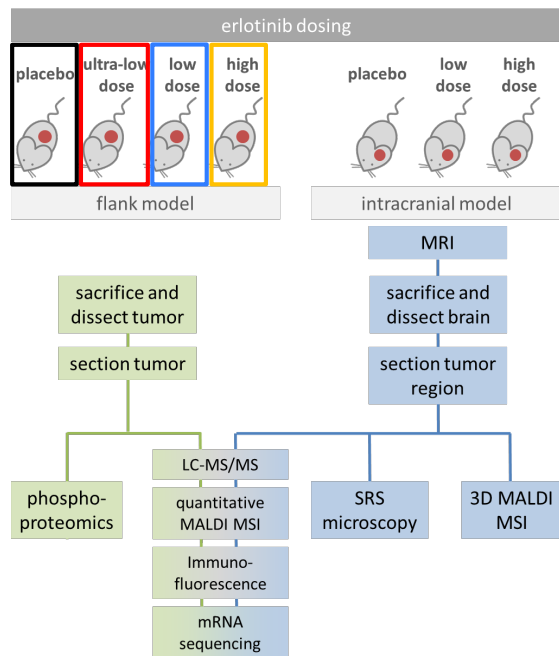 erlotinib dosing
placebo
ultra-low
dose
low
dose
high
dose
placebo
low
dose
high
dose
flank model
intracranial model
MRI
sacrifice and
dissect tumor
sacrifice and
dissect brain
section tumor
section tumor
region
phospho-
proteomics
LC-MS/MS
quantitative
MALDI MSI
Immuno-
fluorescence
mRNA
sequencing
SRS
microscopy
3D MALDI
MSI